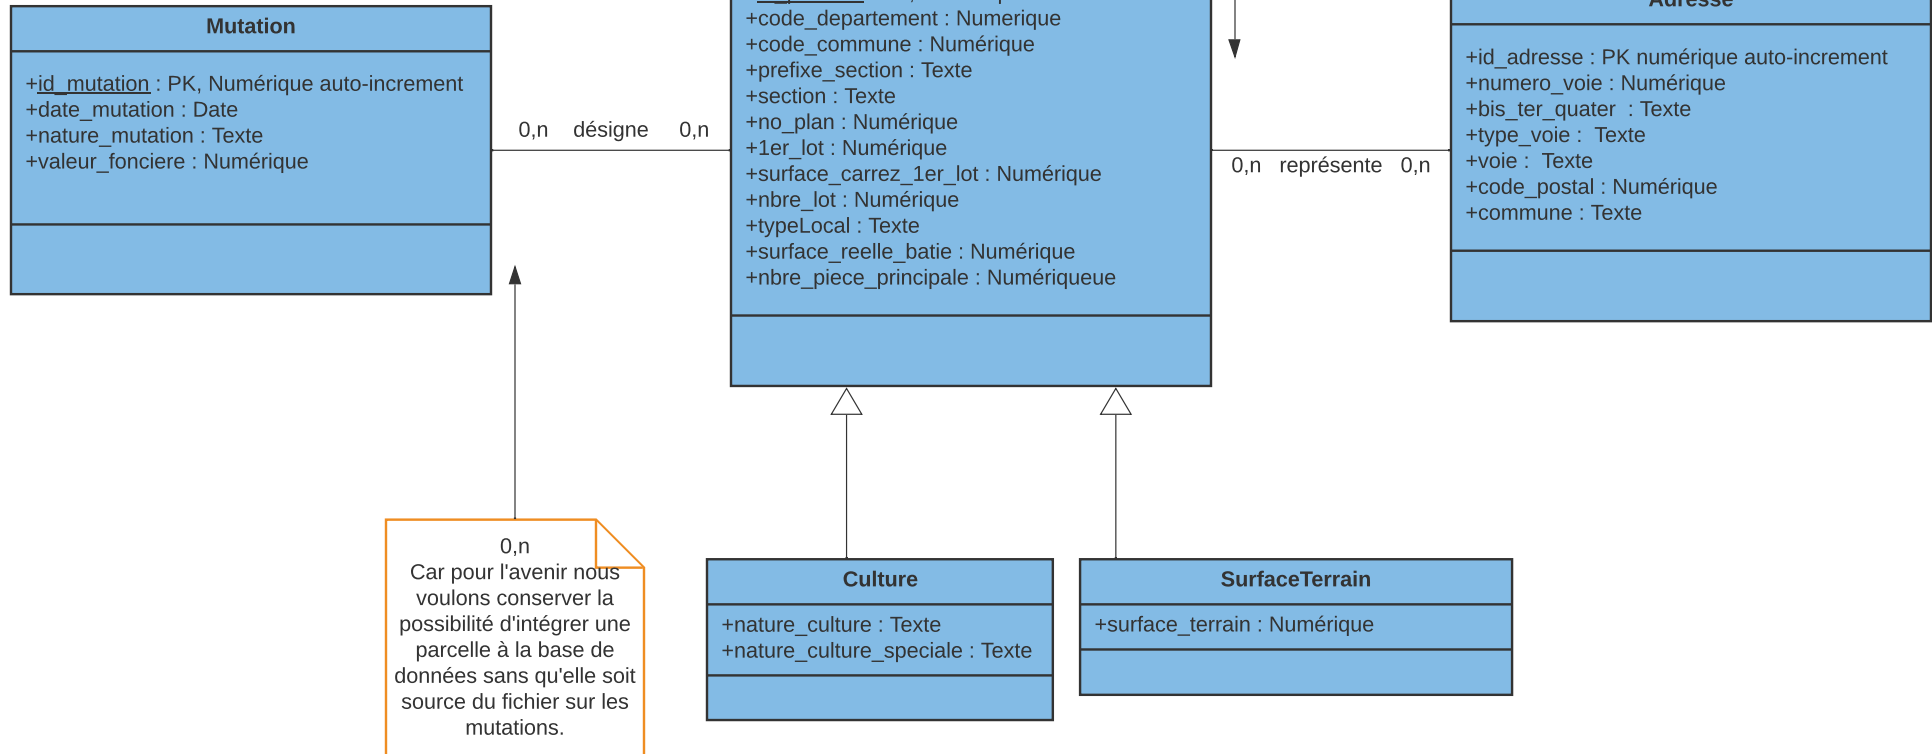 Mutation
+id_mutation : PK, Numérique auto-increment
+date_mutation : Date
+nature_mutation : Texte
+valeur_fonciere : Numérique
0,n désigne 0,n
+code_departement : Numerique
+code_commune : Numérique
+prefixe_section : Texte
+section : Texte
+no_plan : Numérique
+1er_lot : Numérique
+surface_carrez_1er_lot : Numérique
+nbre_lot : Numérique
+typeLocal : Texte
+surface_reelle_batie : Numérique
+nbre_piece_principale : Numériqueue
0,n représente 0,n
Adresse
+id_adresse : PK numérique auto-increment
+numero_voie : Numérique
+bis_ter_quater : Texte
+type_voie : Texte
+voie : Texte
+code_postal : Numérique
+commune : Texte
0,n
Car pour l'avenir nous
voulons conserver la
possibilité d'intégrer une
parcelle à la base de
données sans qu'elle soit
source du fichier sur les
mutations.
Culture
+nature_culture : Texte
+nature_culture_speciale : Texte
SurfaceTerrain
+surface_terrain : Numérique